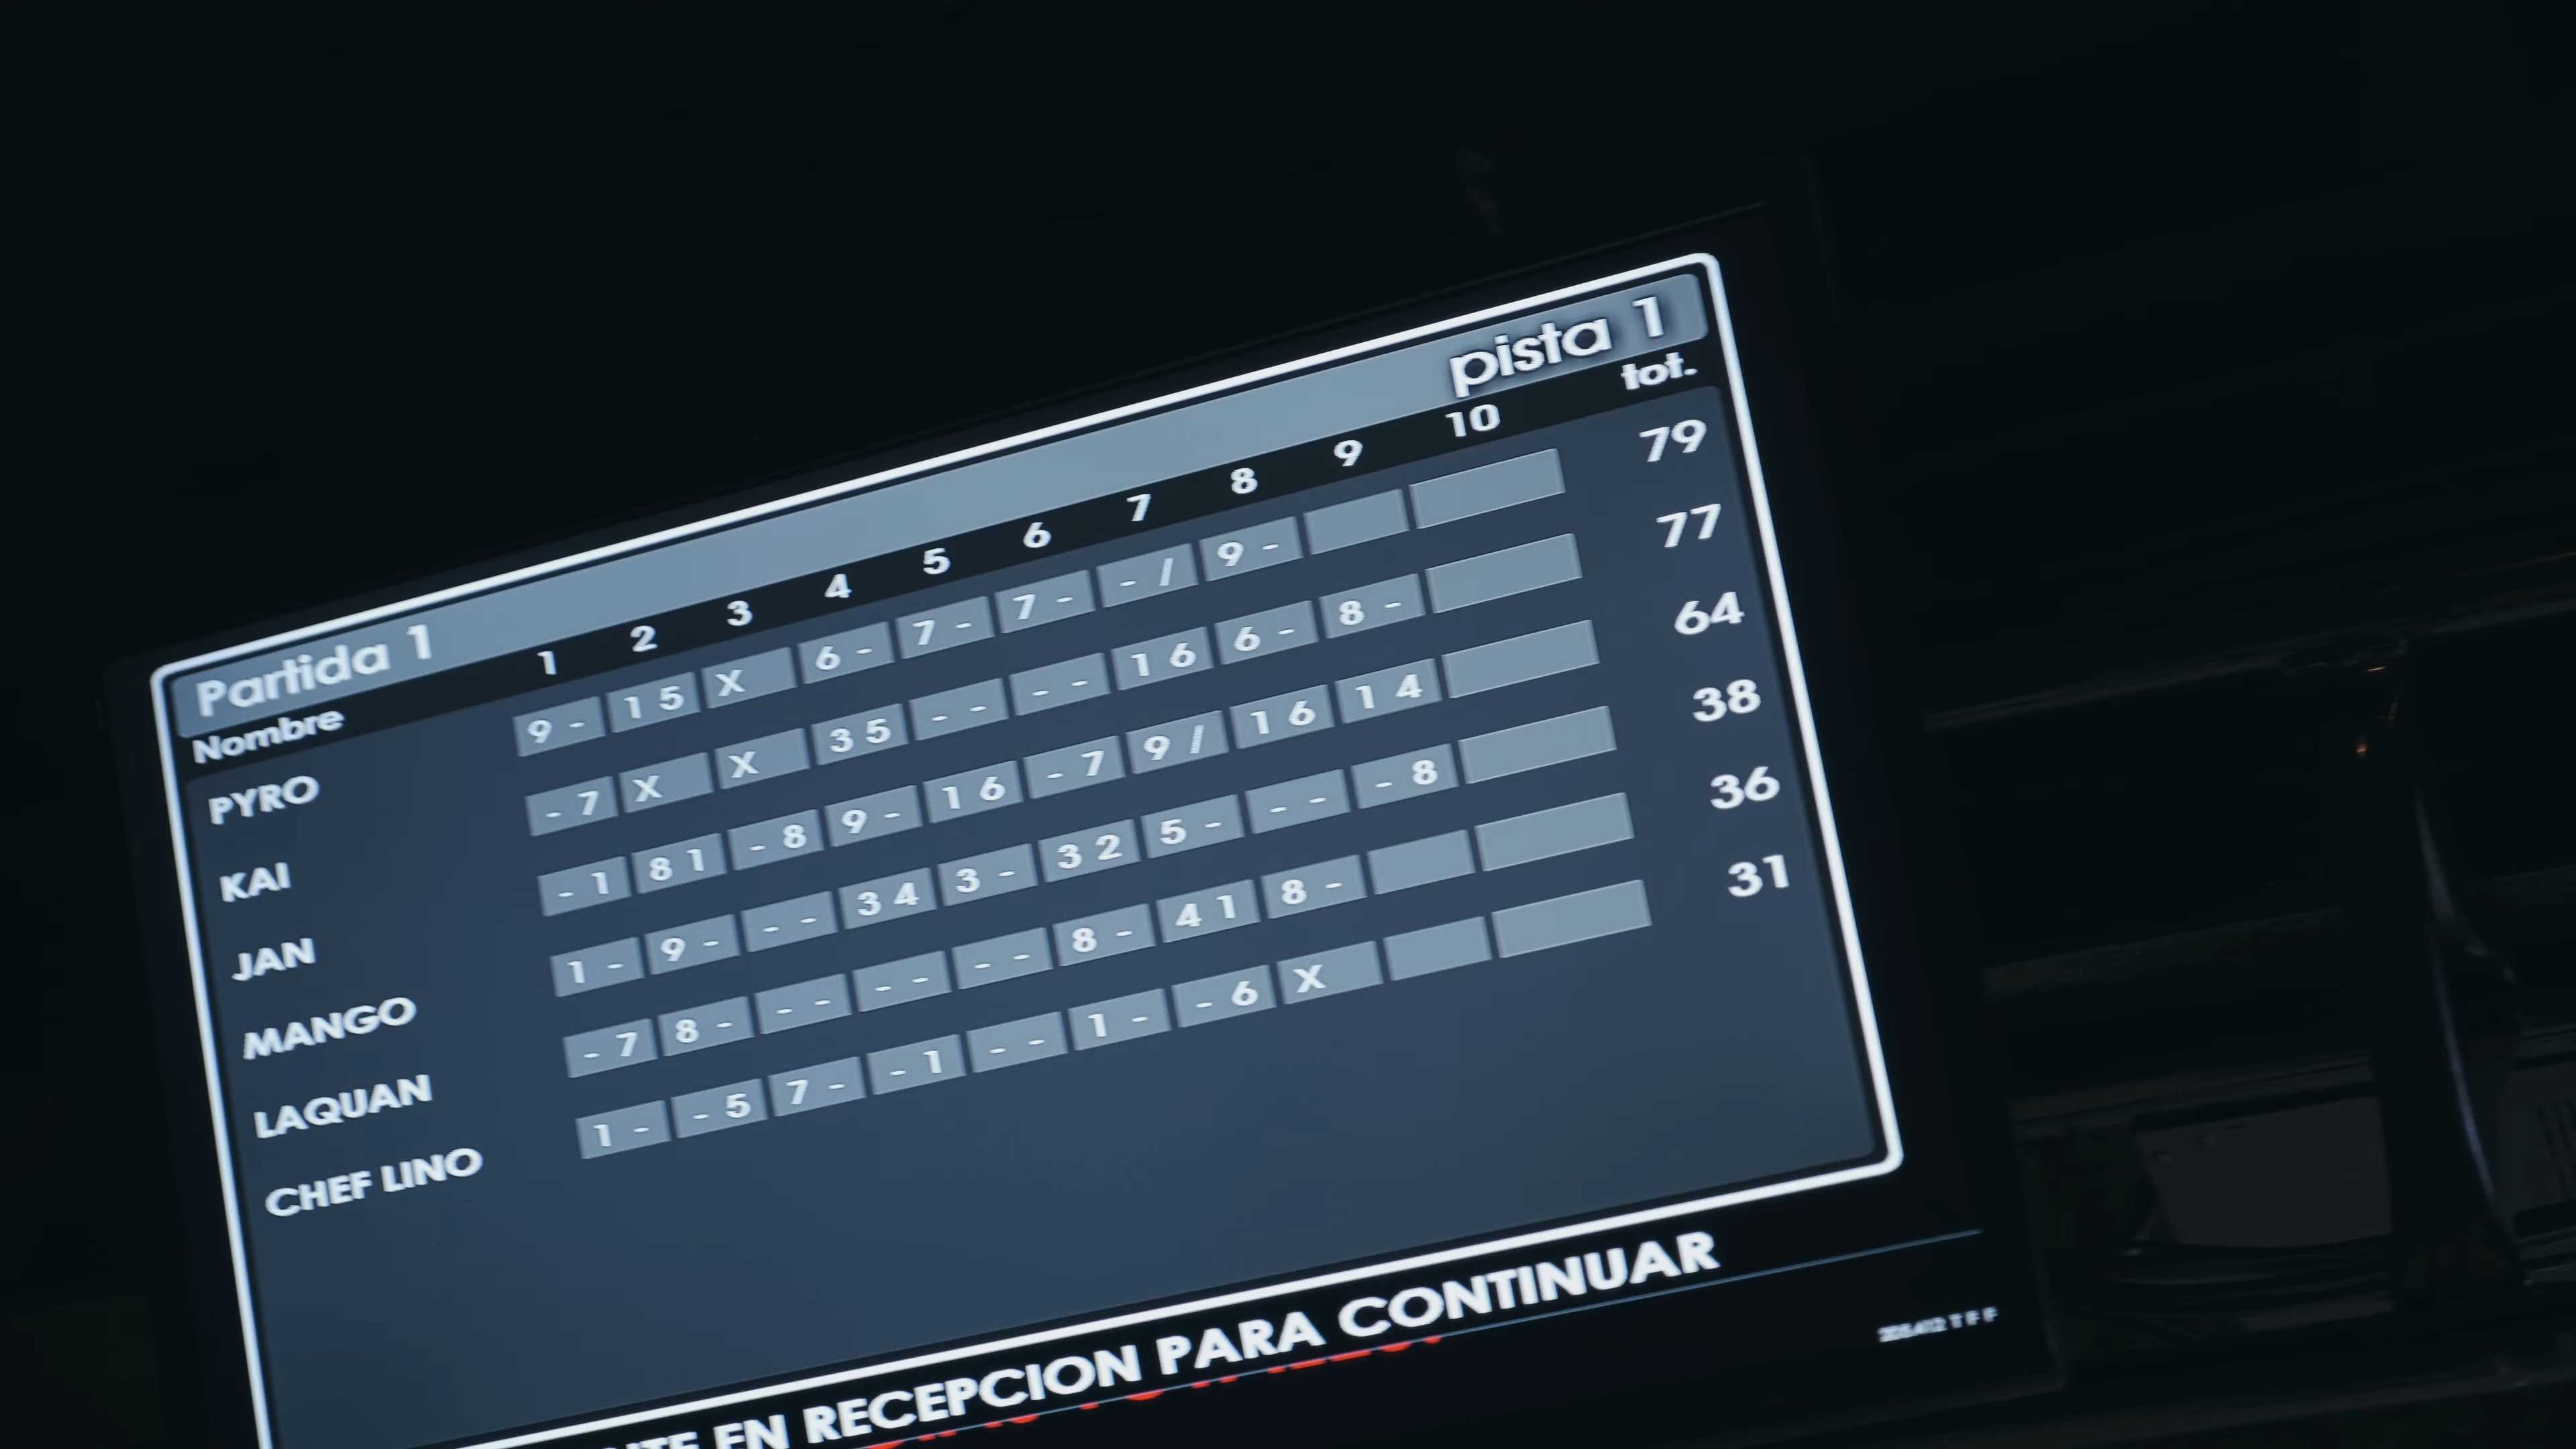 Partida 1 pista 1
Nombre 1 2 3 4 5 6 7 8 9 10 tot.
PYRO 9 - 1 5 X 6 - 7 - 7 - - / 9 - 79
KAI - 7 X X 3 5 - - - - 1 6 6 - 8 - 77
JAN - 1 8 1 - 8 9 - 1 6 - 7 9 / 1 6 1 4 64
MANGO 1 - 9 - - - 3 4 3 - 3 2 5 - - - - 8 38
LAQUAN - 7 8 - - - - - - - 8 - 4 1 8 - 36
CHEF LINO 1 - - 5 7 - - 1 - - 1 - - 6 X 31
EN RECEPCION PARA CONTINUAR